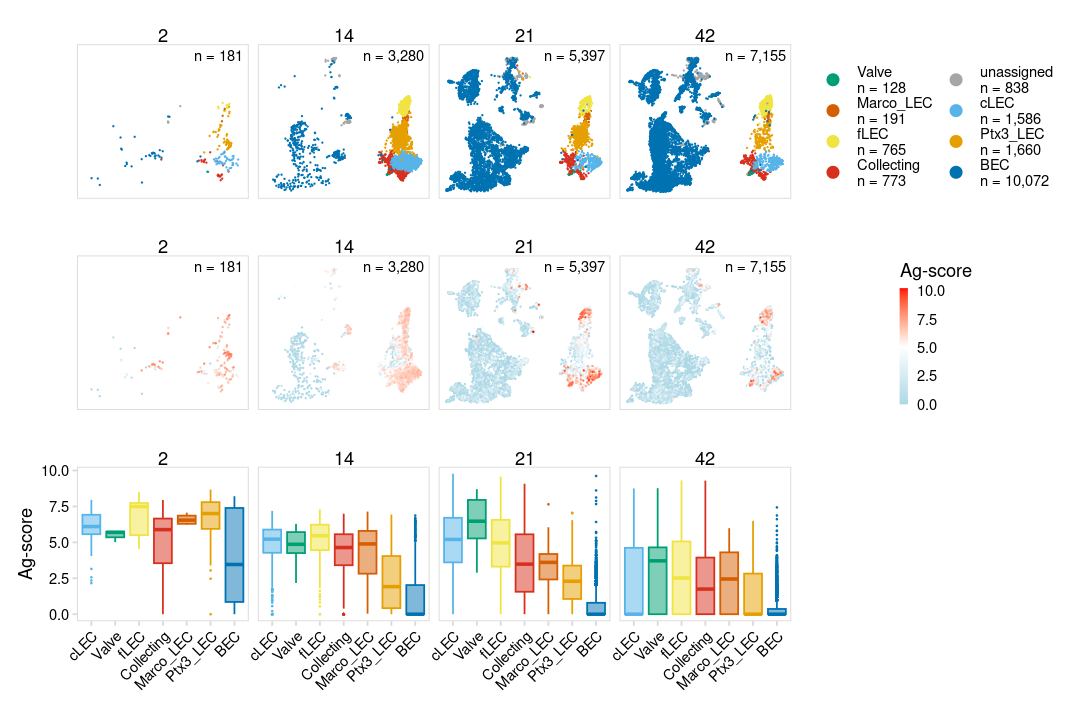 2 14 21 42
n = 181 n = 3,280 n = 5,397 n = 7,155
Valve
n = 128
Marco_LEC
n = 191
fLEC
n = 765
Collecting
n = 773
unassigned
n = 838
cLEC
n = 1,586
Ptx3_LEC
n = 1,660
BEC
n = 10,072
2 14 21 42
n = 181 n = 3,280 n = 5,397 n = 7,155
Ag-score
10.0
7.5
5.0
2.5
0.0
2 14 21 42
Ag-score
10.0
7.5
5.0
2.5
0.0
cLEC Valve fLEC Collecting Marco_LEC Ptx3_LEC BEC
cLEC Valve fLEC Collecting Marco_LEC Ptx3_LEC BEC
cLEC Valve fLEC Collecting Marco_LEC Ptx3_LEC BEC
cLEC Valve fLEC Collecting Marco_LEC Ptx3_LEC BEC